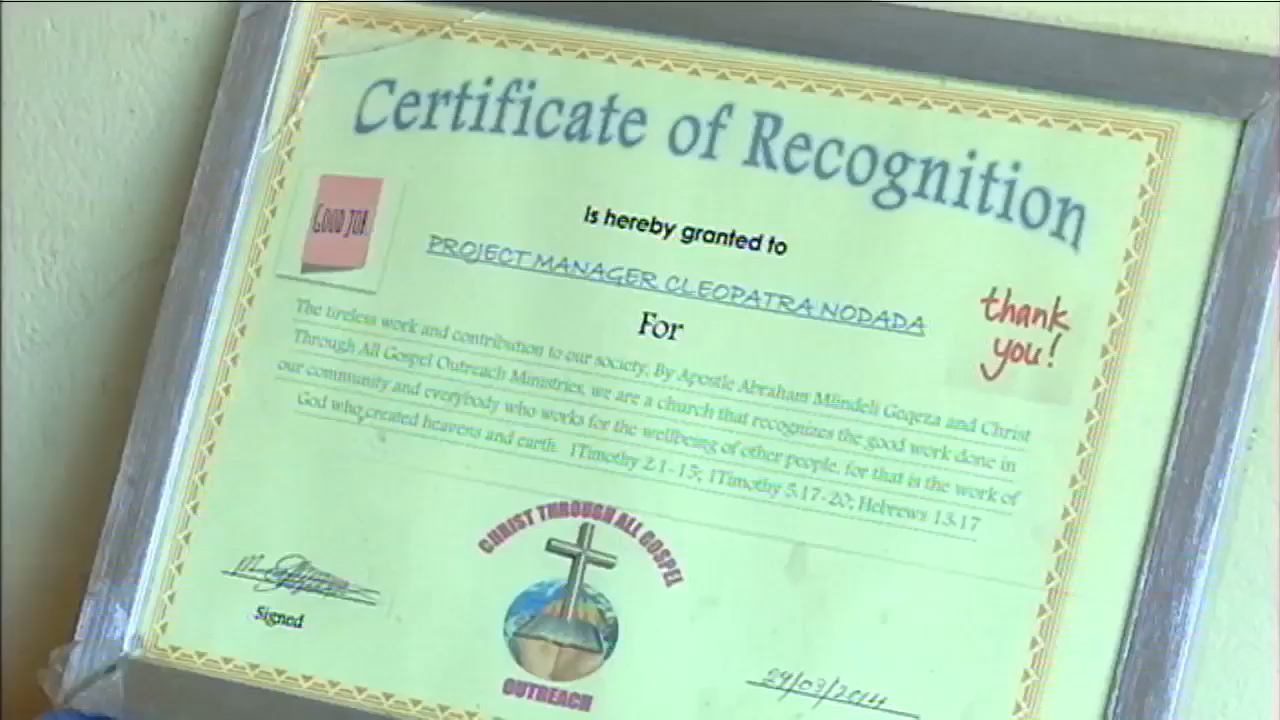 Certificate of Recognition
GOOD JOB
Is hereby granted to
PROJECT MANAGER CLEOPATRA NODADA
thank
you!
For
The tireless work and contribution to our society, By Apostle Abraham Mlindeli Goqeza and Christ
Through All Gospel Outreach Ministries, we are a church that recognizes the good work done in
our community and everybody who works for the wellbeing of other people, for that is the work of
God who created heavens and earth. 1Timothy 2.1-15; 1Timothy 5.17-20; Hebrews 13.17
CHRIST THROUGH ALL GOSPEL
OUTREACH
Signed
29/03/2014